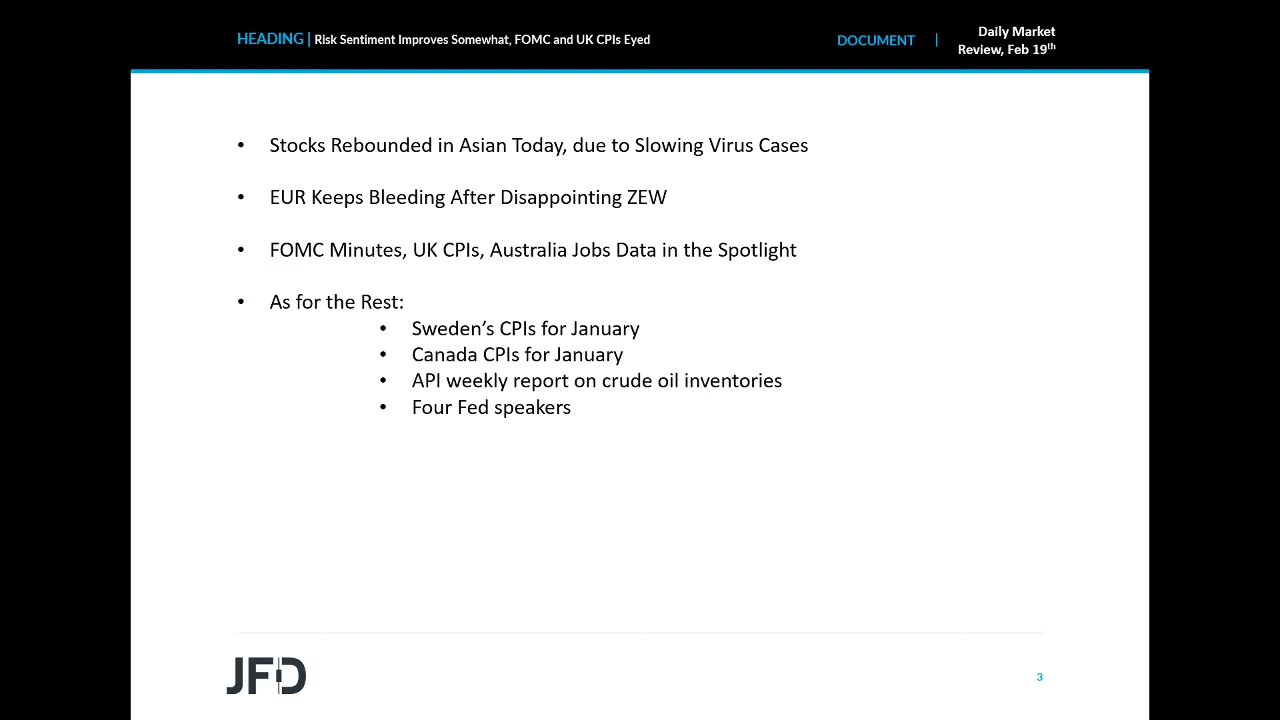 HEADING | Risk Sentiment Improves Somewhat, FOMC and UK CPIs Eyed
DOCUMENT | Daily Market
Review, Feb 19th
• Stocks Rebounded in Asian Today, due to Slowing Virus Cases
• EUR Keeps Bleeding After Disappointing ZEW
• FOMC Minutes, UK CPIs, Australia Jobs Data in the Spotlight
• As for the Rest:
• Sweden’s CPIs for January
• Canada CPIs for January
• API weekly report on crude oil inventories
• Four Fed speakers
JFD
3